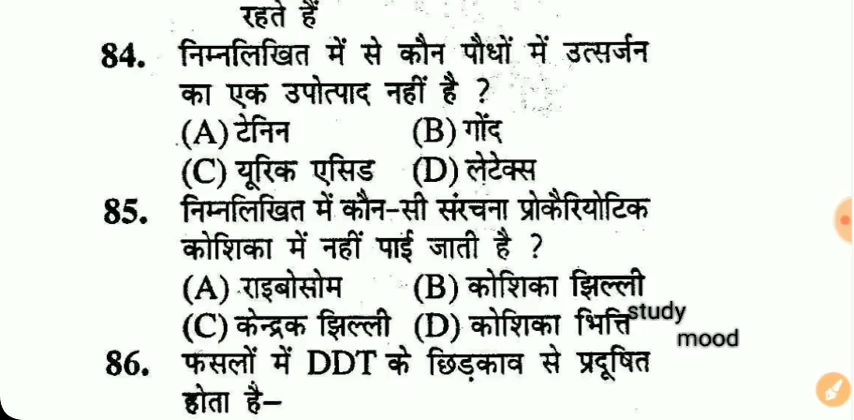 रहते हैं
84. निम्नलिखित में से कौन पौधों में उत्सर्जन
का एक उपोत्पाद नहीं है ?
(A) टेनिन (B) गोंद
(C) यूरिक एसिड (D) लेटेक्स
85. निम्नलिखित में कौन-सी संरचना प्रोकैरियोटिक
कोशिका में नहीं पाई जाती है ?
(A) राइबोसोम (B) कोशिका झिल्ली
(C) केन्द्रक झिल्ली (D) कोशिका भित्ति
study
mood
86. फसलों में DDT के छिड़काव से प्रदूषित
होता है–